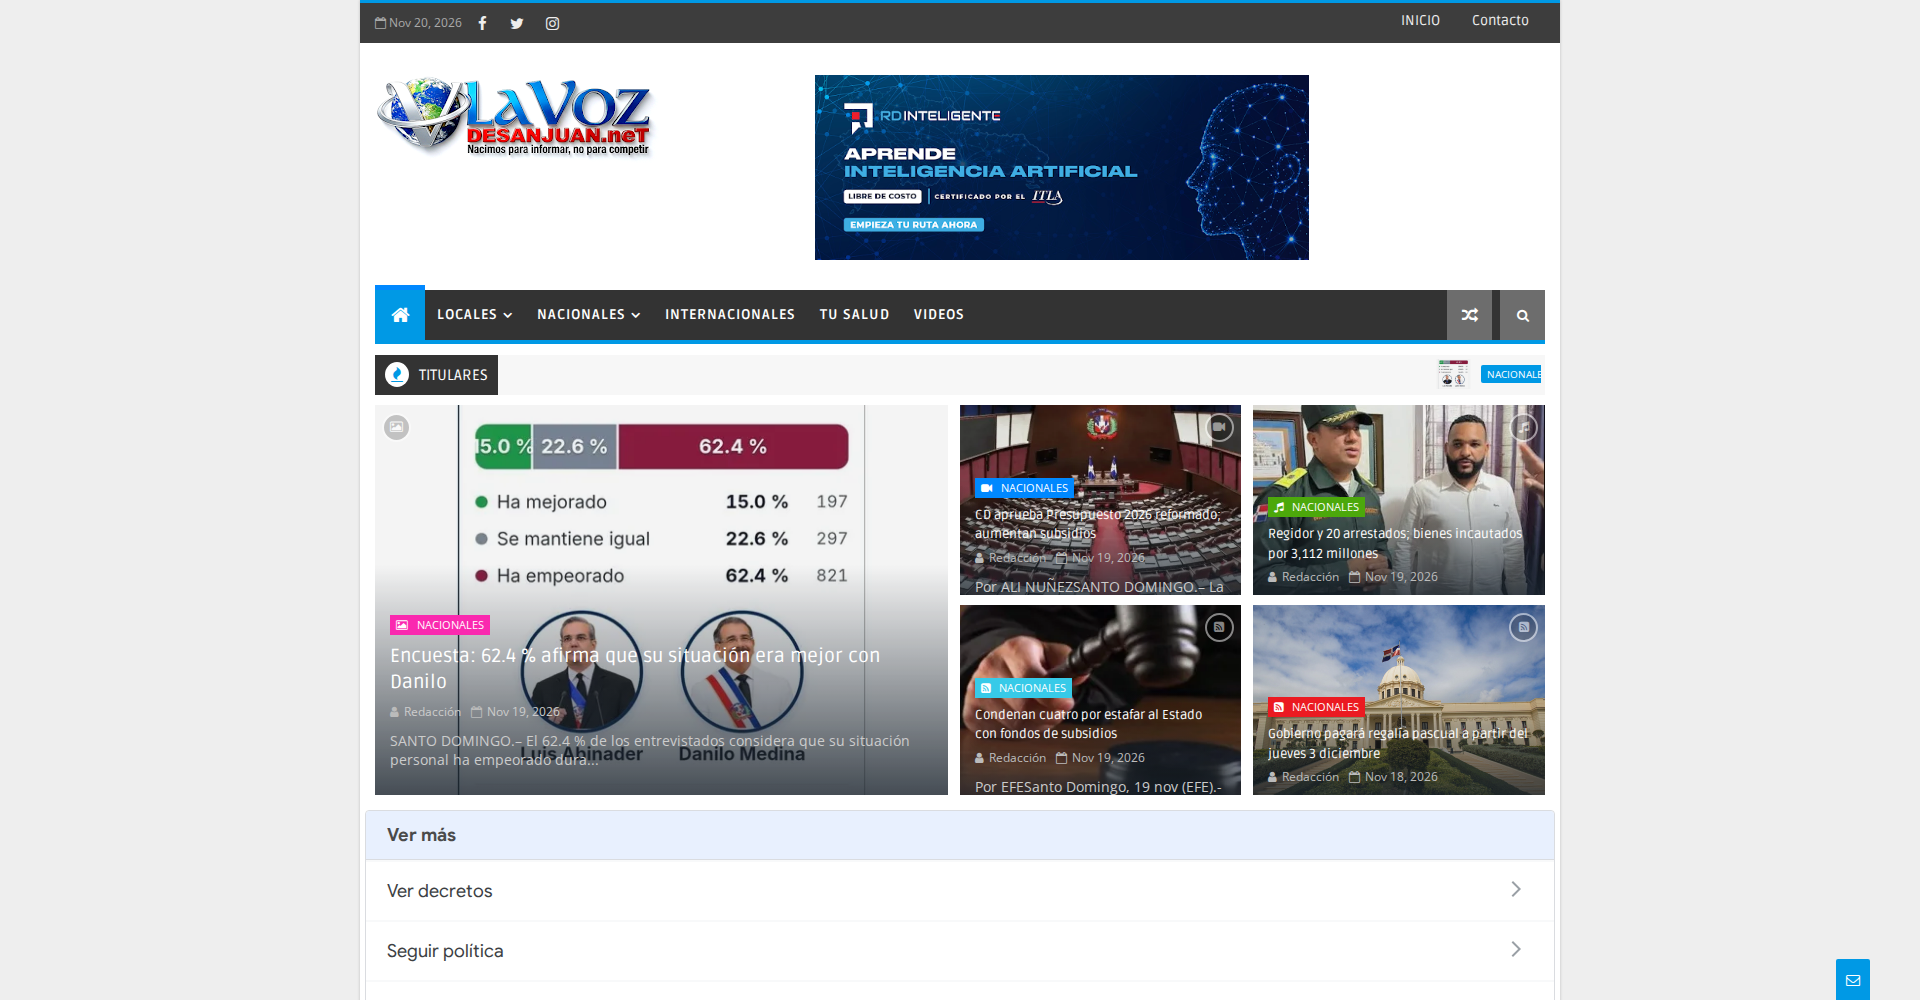 Nov 20, 2026
INICIO Contacto
LaVoz
DESANJUAN.neT
Nacimos para informar, no para competir
RDINTELIGENTE
APRENDE
INTELIGENCIA ARTIFICIAL
LIBRE DE COSTO CERTIFICADO POR EL ITLA
EMPIEZA TU RUTA AHORA
LOCALES NACIONALES INTERNACIONALES TU SALUD VIDEOS
TITULARES
NACIONALE
15.0 % 22.6 % 62.4 %
Ha mejorado 15.0 % 197
Se mantiene igual 22.6 % 297
Ha empeorado 62.4 % 821
NACIONALES
Encuesta: 62.4 % afirma que su situación era mejor con
Danilo
Redacción Nov 19, 2026
SANTO DOMINGO.– El 62.4 % de los entrevistados considera que su situación
personal ha empeorado dura...
Luis Abinader Danilo Medina
NACIONALES
CD aprueba Presupuesto 2026 reformado;
aumentan subsidios
Redacción Nov 19, 2026
Por ALI NUÑEZSANTO DOMINGO.– La
NACIONALES
Regidor y 20 arrestados; bienes incautados
por 3,112 millones
Redacción Nov 19, 2026
NACIONALES
Condenan cuatro por estafar al Estado
con fondos de subsidios
Redacción Nov 19, 2026
Por EFESanto Domingo, 19 nov (EFE).-
NACIONALES
Gobierno pagará regalía pascual a partir del
jueves 3 diciembre
Redacción Nov 18, 2026
Ver más
Ver decretos
Seguir política